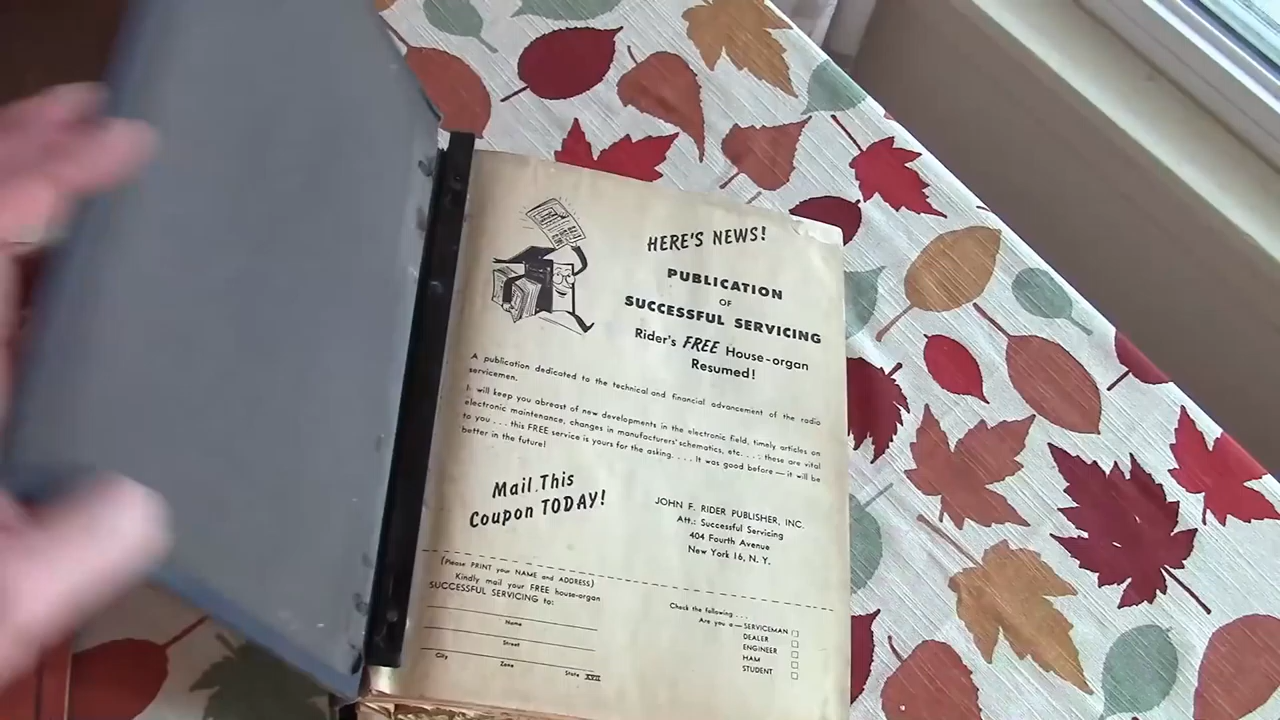 HERE'S NEWS!
PUBLICATION
OF
SUCCESSFUL SERVICING
Rider's FREE House-organ
Resumed!
A publication dedicated to the technical and financial advancement of the radio
servicemen.
It will keep you abreast of new developments in the electronic field, timely articles on
electronic maintenance, changes in manufacturers' schematics, etc. . . . these are vital
to you . . . this FREE service is yours for the asking. . . . It was good before — it will be
better in the future!
Mail This
Coupon TODAY!
JOHN F. RIDER PUBLISHER, INC.
Att.: Successful Servicing
404 Fourth Avenue
New York 16, N. Y.
(Please PRINT your NAME and ADDRESS)
Kindly mail your FREE house-organ
SUCCESSFUL SERVICING to:
Name
Street
City Zone State XVII
Check the following . . .
Are you a — SERVICEMAN
DEALER
ENGINEER
HAM
STUDENT